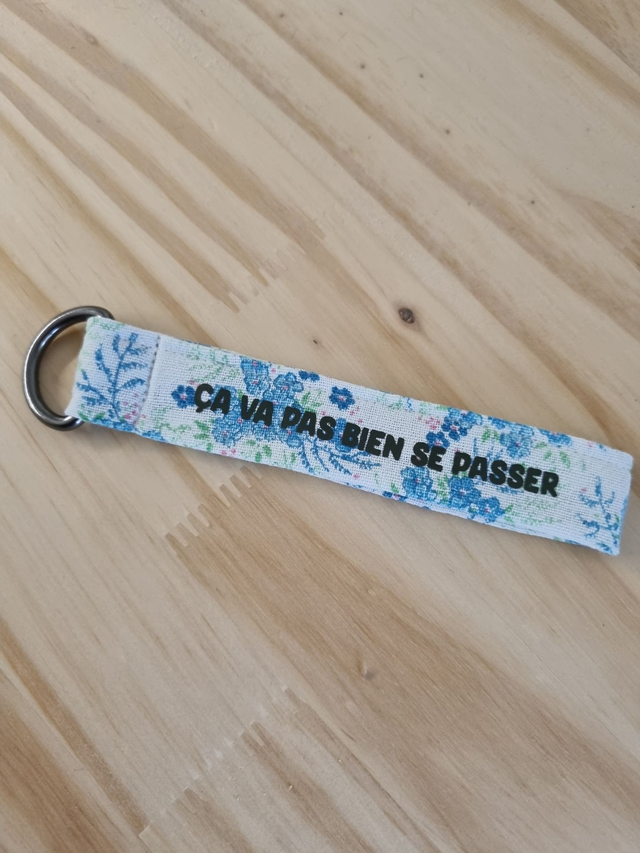 ÇA VA PAS BIEN SE PASSER